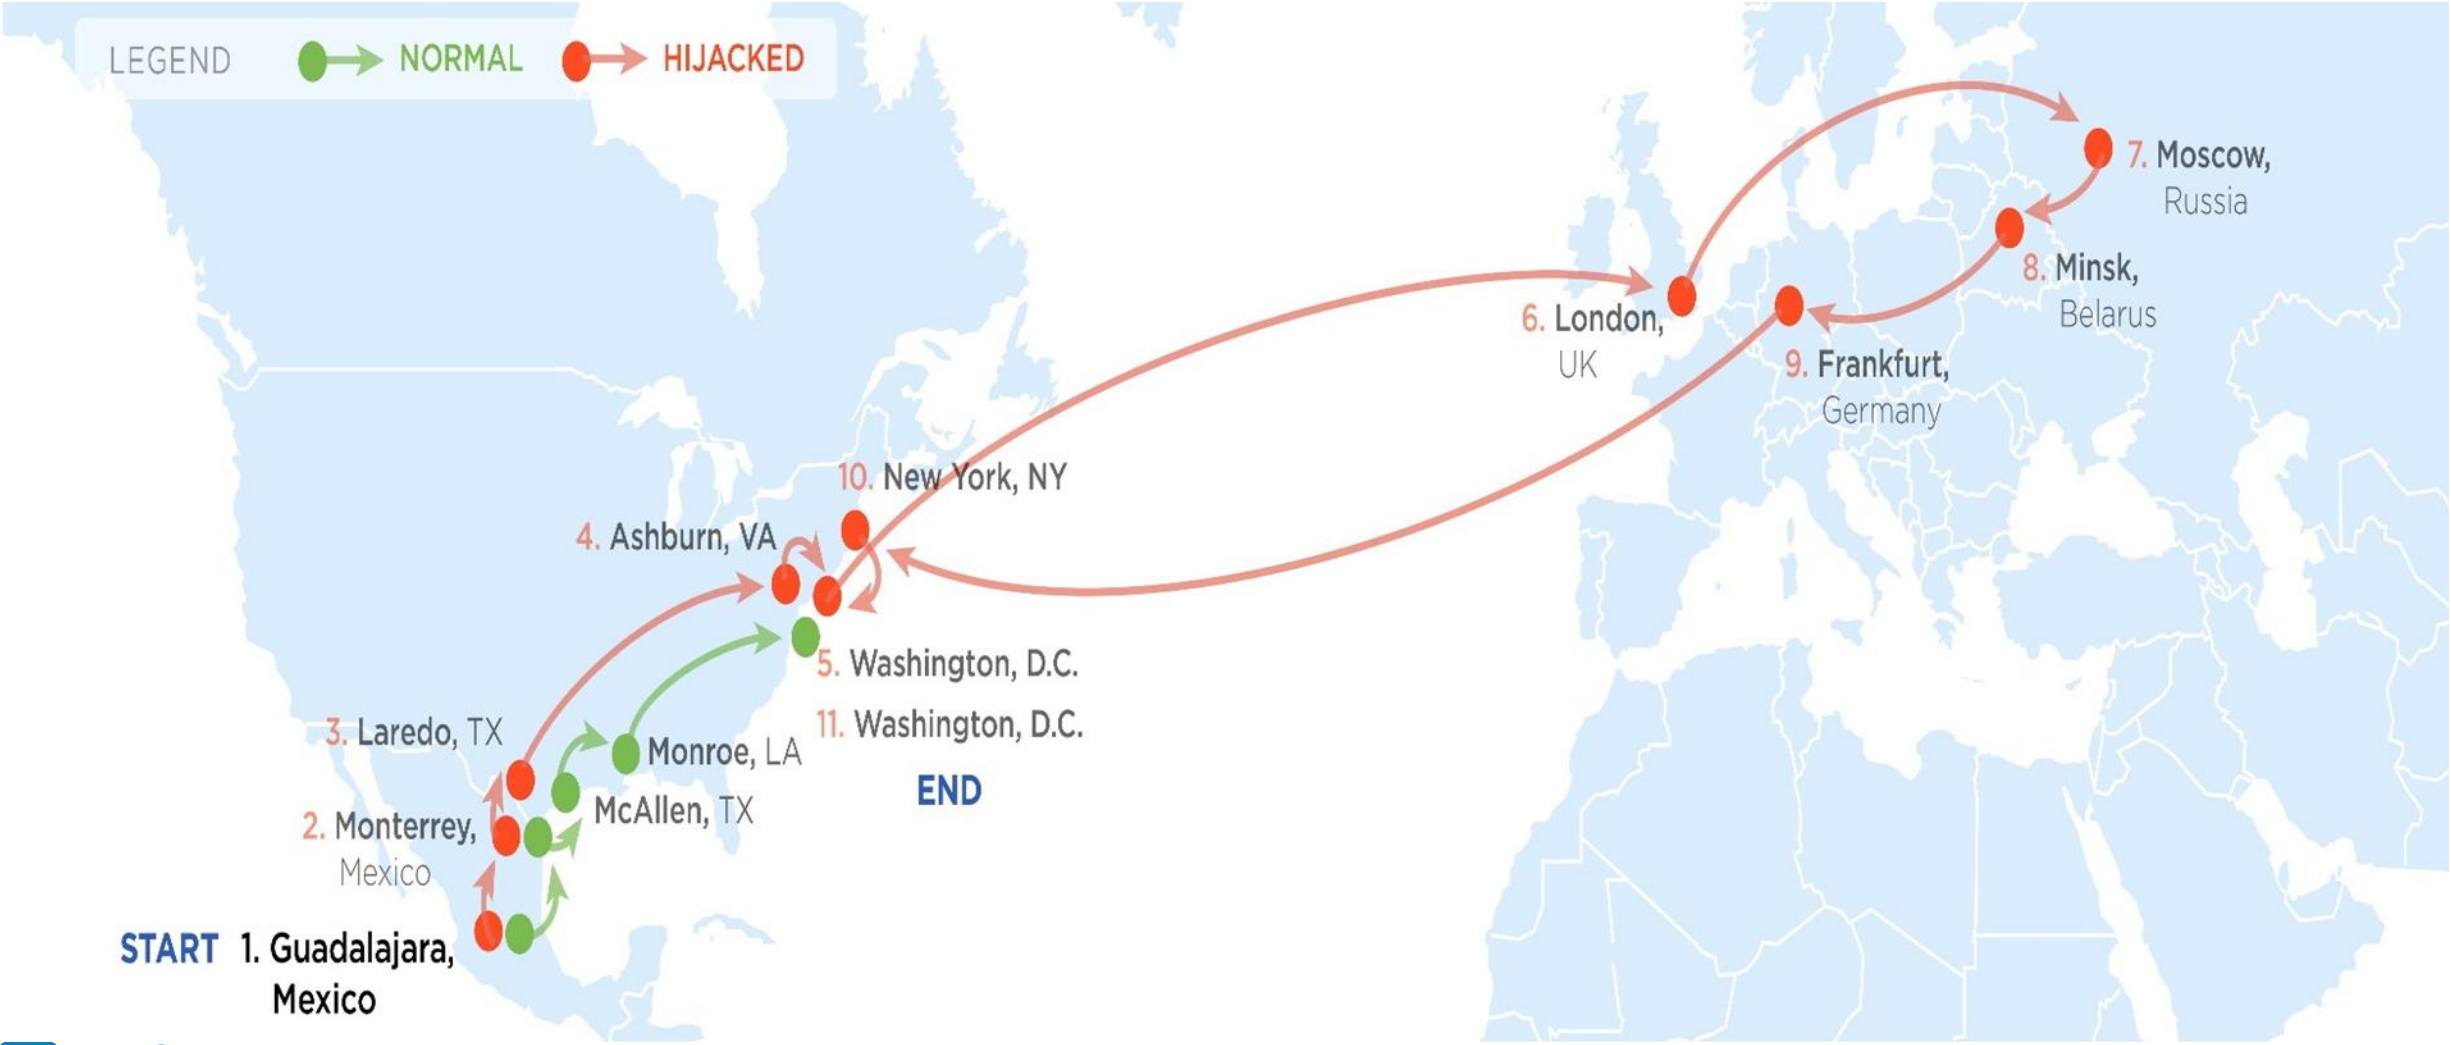 LEGEND
NORMAL
HIJACKED
7. Moscow,
Russia
8. Minsk,
Belarus
6. London,
UK
9. Frankfurt,
Germany
10. New York, NY
4. Ashburn, VA
5. Washington, D.C.
11. Washington, D.C.
END
3. Laredo, TX
Monroe, LA
McAllen, TX
2. Monterrey,
Mexico
START 1. Guadalajara,
Mexico